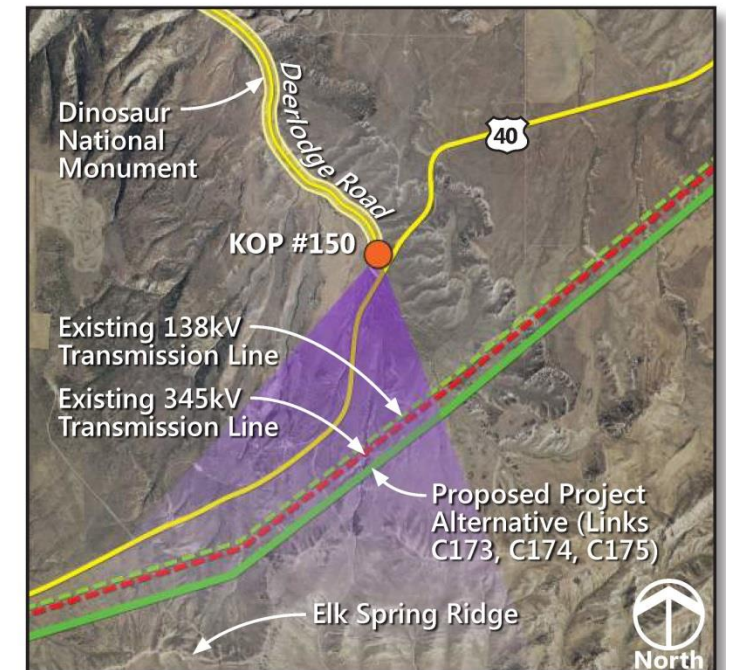 Dinosaur
National
Monument
Deerlodge Road
40
KOP #150
Existing 138kV
Transmission Line
Existing 345kV
Transmission Line
Proposed Project
Alternative (Links
C173, C174, C175)
Elk Spring Ridge
North